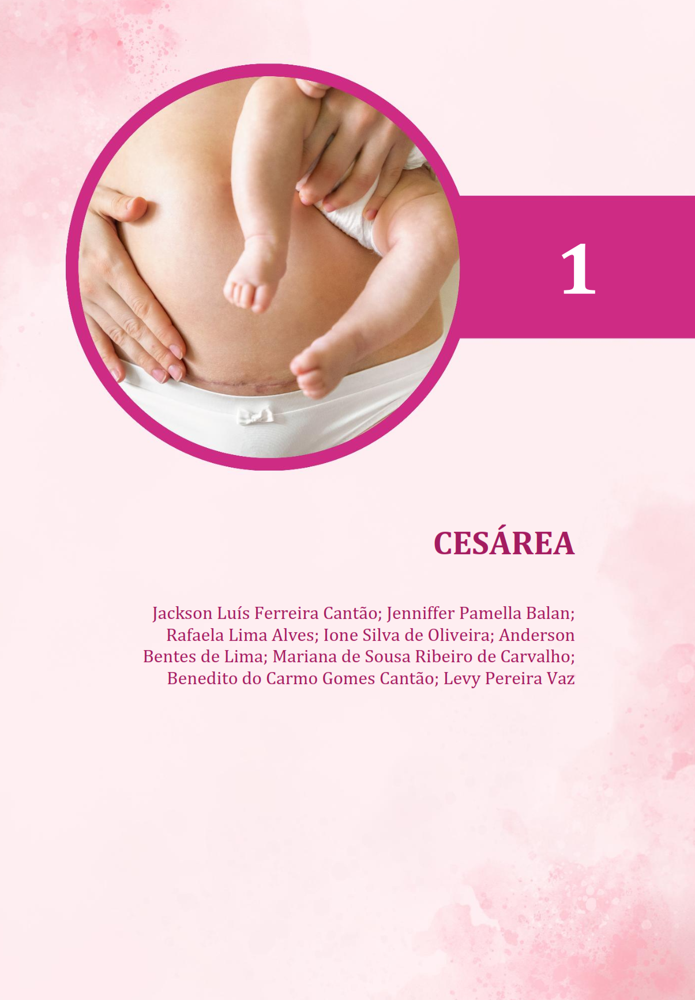 1
CESÁREA
Jackson Luís Ferreira Cantão; Jenniffer Pamella Balan;
Rafaela Lima Alves; Ione Silva de Oliveira; Anderson
Bentes de Lima; Mariana de Sousa Ribeiro de Carvalho;
Benedito do Carmo Gomes Cantão; Levy Pereira Vaz